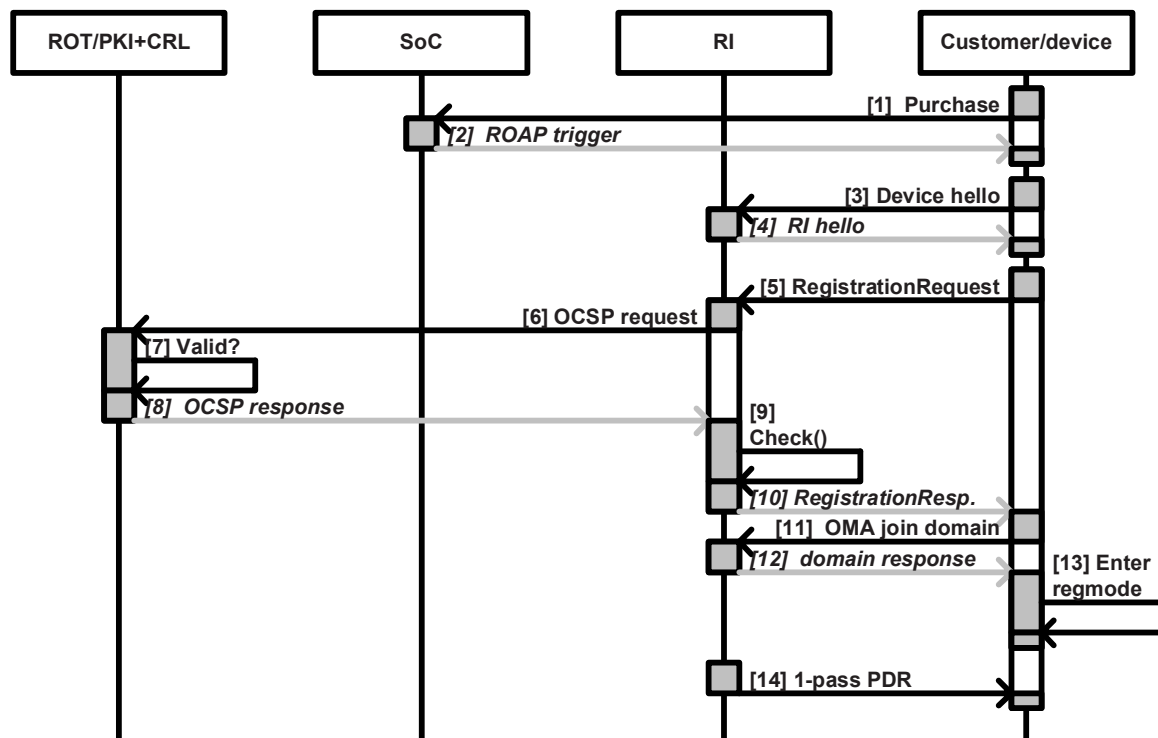 ROT/PKI+CRL
SoC
RI
Customer/device
[1] Purchase
[2] ROAP trigger
[3] Device hello
[4] RI hello
[5] RegistrationRequest
[6] OCSP request
[7] Valid?
[8] OCSP response
[9]
Check()
[10] RegistrationResp.
[11] OMA join domain
[12] domain response
[13] Enter
regmode
[14] 1-pass PDR